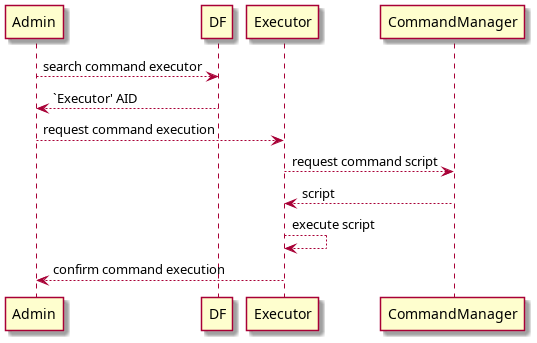 Admin
DF
Executor
CommandManager
search command executor
`Executor' AID
request command execution
request command script
script
execute script
confirm command execution
Admin
DF
Executor
CommandManager